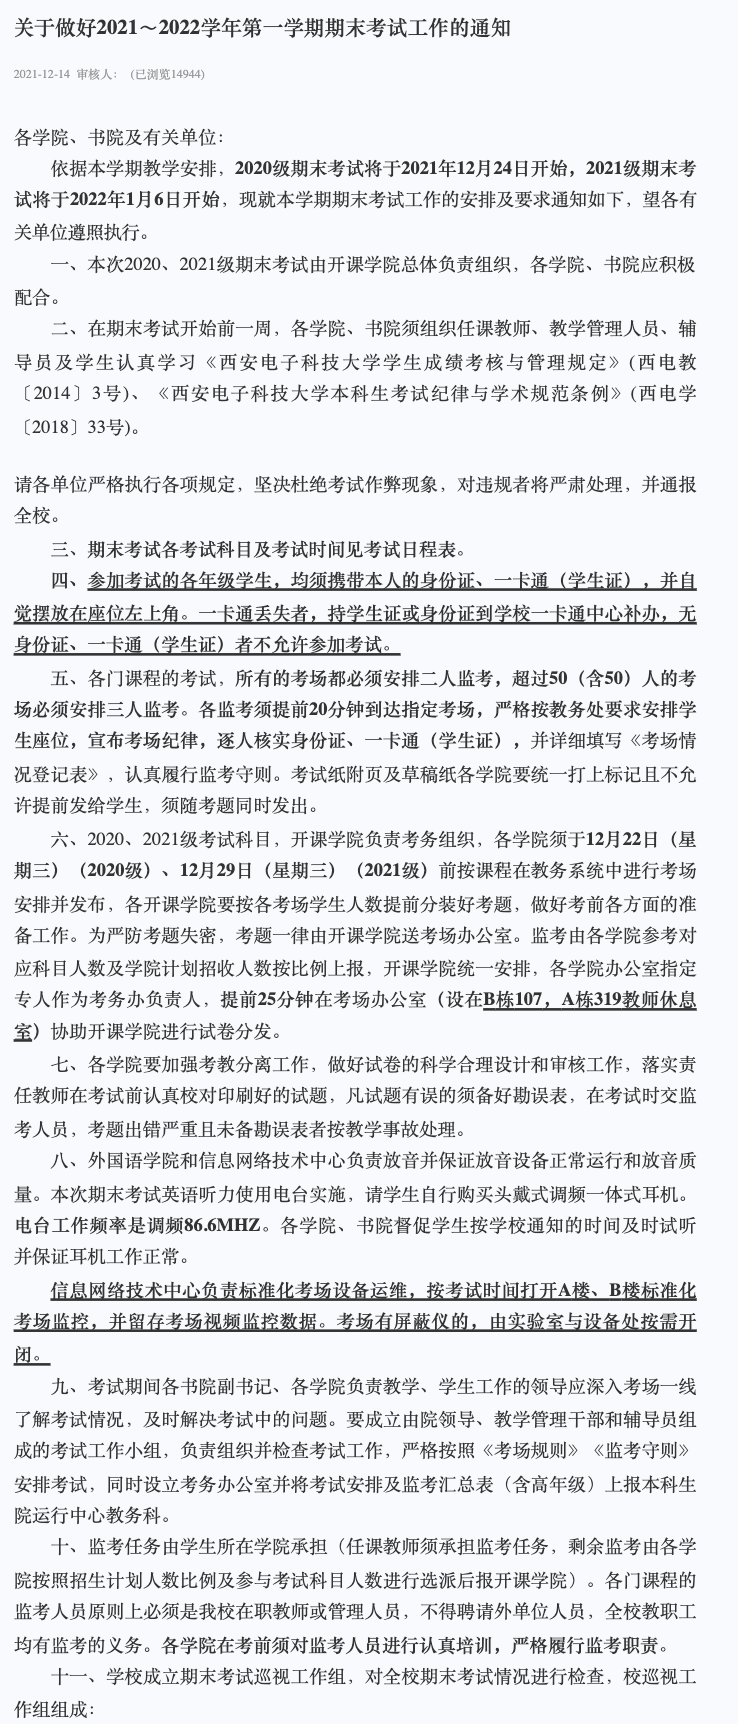 关于做好2021～2022学年第一学期期末考试工作的通知
2021-12-14 审核人： (已浏览14944)
各学院、书院及有关单位：
依据本学期教学安排，2020级期末考试将于2021年12月24日开始，2021级期末考
试将于2022年1月6日开始，现就本学期期末考试工作的安排及要求通知如下，望各有
关单位遵照执行。
一、本次2020、2021级期末考试由开课学院总体负责组织，各学院、书院应积极
配合。
二、在期末考试开始前一周，各学院、书院须组织任课教师、教学管理人员、辅
导员及学生认真学习《西安电子科技大学学生成绩考核与管理规定》(西电教
〔2014〕3号)、《西安电子科技大学本科生考试纪律与学术规范条例》(西电学
〔2018〕33号)。
请各单位严格执行各项规定，坚决杜绝考试作弊现象，对违规者将严肃处理，并通报
全校。
三、期末考试各考试科目及考试时间见考试日程表。
四、参加考试的各年级学生，均须携带本人的身份证、一卡通（学生证），并自
觉摆放在座位左上角。一卡通丢失者，持学生证或身份证到学校一卡通中心补办，无
身份证、一卡通（学生证）者不允许参加考试。
五、各门课程的考试，所有的考场都必须安排二人监考，超过50（含50）人的考
场必须安排三人监考。各监考须提前20分钟到达指定考场，严格按教务处要求安排学
生座位，宣布考场纪律，逐人核实身份证、一卡通（学生证），并详细填写《考场情
况登记表》，认真履行监考守则。考试纸附页及草稿纸各学院要统一打上标记且不允
许提前发给学生，须随考题同时发出。
六、2020、2021级考试科目，开课学院负责考务组织，各学院须于12月22日（星
期三）（2020级）、12月29日（星期三）（2021级）前按课程在教务系统中进行考场
安排并发布，各开课学院要按各考场学生人数提前分装好考题，做好考前各方面的准
备工作。为严防考题失密，考题一律由开课学院送考场办公室。监考由各学院参考对
应科目人数及学院计划招收人数按比例上报，开课学院统一安排，各学院办公室指定
专人作为考务办负责人，提前25分钟在考场办公室（设在B栋107，A栋319教师休息
室）协助开课学院进行试卷分发。
七、各学院要加强考教分离工作，做好试卷的科学合理设计和审核工作，落实责
任教师在考试前认真校对印刷好的试题，凡试题有误的须备好勘误表，在考试时交监
考人员，考题出错严重且未备勘误表者按教学事故处理。
八、外国语学院和信息网络技术中心负责放音并保证放音设备正常运行和放音质
量。本次期末考试英语听力使用电台实施，请学生自行购买头戴式调频一体式耳机。
电台工作频率是调频86.6MHZ。各学院、书院督促学生按学校通知的时间及时试听
并保证耳机工作正常。
信息网络技术中心负责标准化考场设备运维，按考试时间打开A楼、B楼标准化
考场监控，并留存考场视频监控数据。考场有屏蔽仪的，由实验室与设备处按需开
闭。
九、考试期间各书院副书记、各学院负责教学、学生工作的领导应深入考场一线
了解考试情况，及时解决考试中的问题。要成立由院领导、教学管理干部和辅导员组
成的考试工作小组，负责组织并检查考试工作，严格按照《考场规则》《监考守则》
安排考试，同时设立考务办公室并将考试安排及监考汇总表（含高年级）上报本科生
院运行中心教务科。
十、监考任务由学生所在学院承担（任课教师须承担监考任务，剩余监考由各学
院按照招生计划人数比例及参与考试科目人数进行选派后报开课学院）。各门课程的
监考人员原则上必须是我校在职教师或管理人员，不得聘请外单位人员，全校教职工
均有监考的义务。各学院在考前须对监考人员进行认真培训，严格履行监考职责。
十一、学校成立期末考试巡视工作组，对全校期末考试情况进行检查，校巡视工
作组组成：